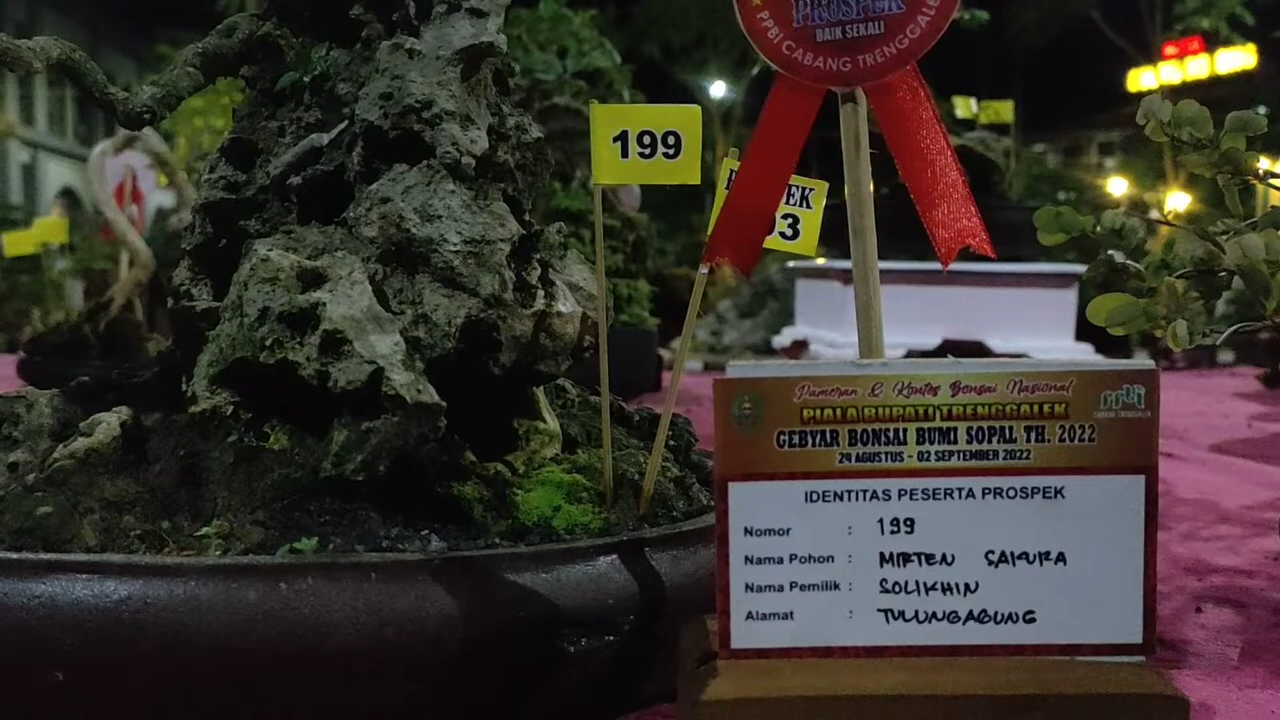 PROSPEK
BAIK SEKALI
PPBI CABANG TRENGGALE
199
P EK
03
Pameran & Kontes Bonsai Nasional
PIALA BUPATI TRENGGALEK
GEBYAR BONSAI BUMI SOPAL TH. 2022
24 AGUSTUS - 02 SEPTEMBER 2022
IDENTITAS PESERTA PROSPEK
Nomor : 199
Nama Pohon : MIRTEN SAKURA
Nama Pemilik : SOLIKHIN
Alamat : TULUNGAGUNG